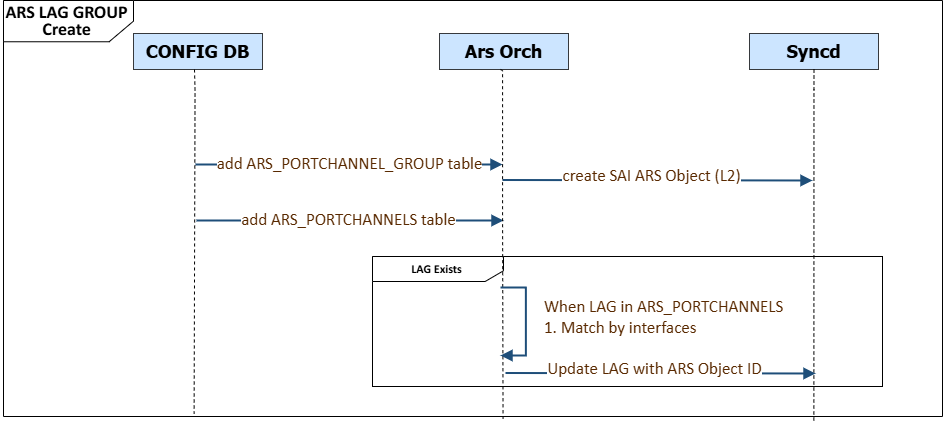 ARS LAG GROUP
Create
CONFIG DB
Ars Orch
Syncd
add ARS_PORTCHANNEL_GROUP table
create SAI ARS Object (L2)
add ARS_PORTCHANNELS table
LAG Exists
When LAG in ARS_PORTCHANNELS
1. Match by interfaces
Update LAG with ARS Object ID